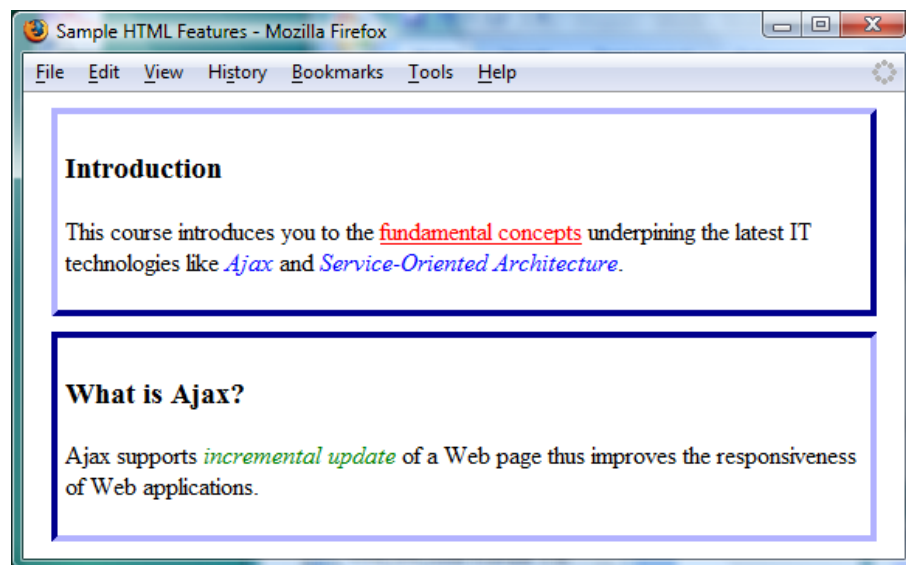 Sample HTML Features - Mozilla Firefox
File Edit View History Bookmarks Tools Help
Introduction
This course introduces you to the fundamental concepts underpining the latest IT
technologies like Ajax and Service-Oriented Architecture.
What is Ajax?
Ajax supports incremental update of a Web page thus improves the responsiveness
of Web applications.